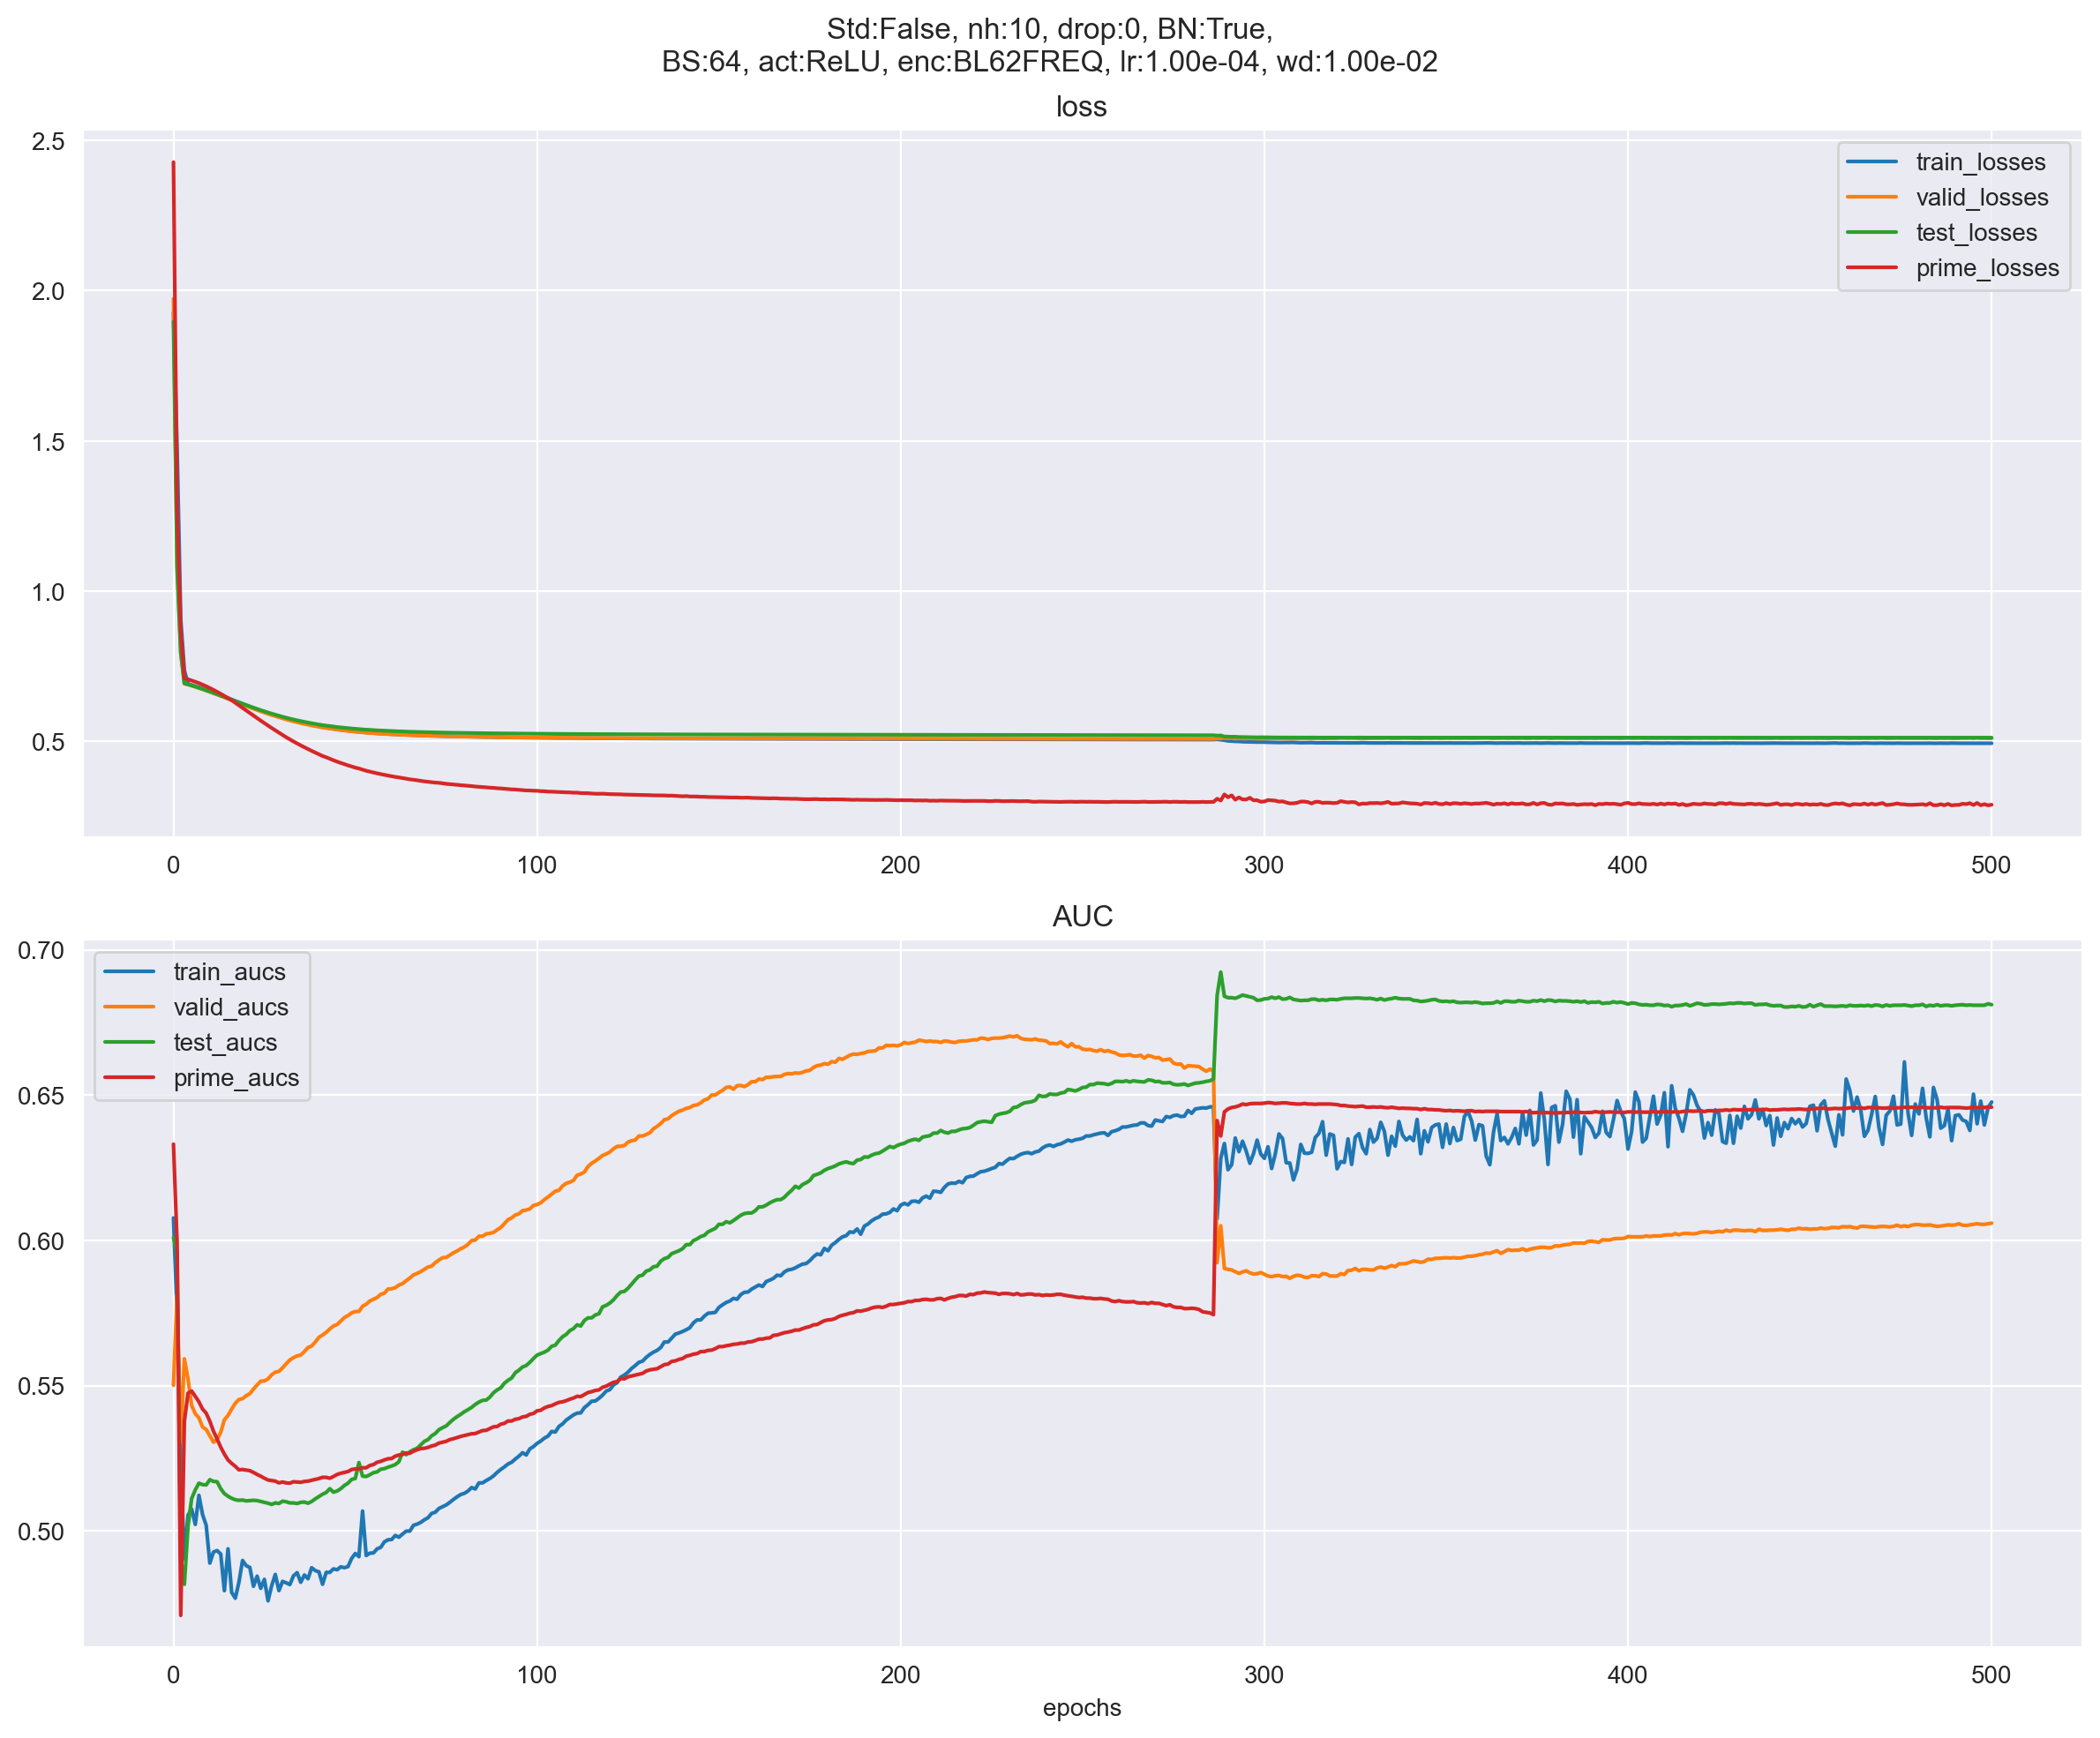 Std:False, nh:10, drop:0, BN:True,
BS:64, act:ReLU, enc:BL62FREQ, lr:1.00e-04, wd:1.00e-02
loss
2.5
2.0
1.5
1.0
0.5
train_losses
valid_losses
test_losses
prime_losses
0 100 200 300 400 500
AUC
0.70
0.65
0.60
0.55
0.50
train_aucs
valid_aucs
test_aucs
prime_aucs
0 100 200 300 400 500
epochs